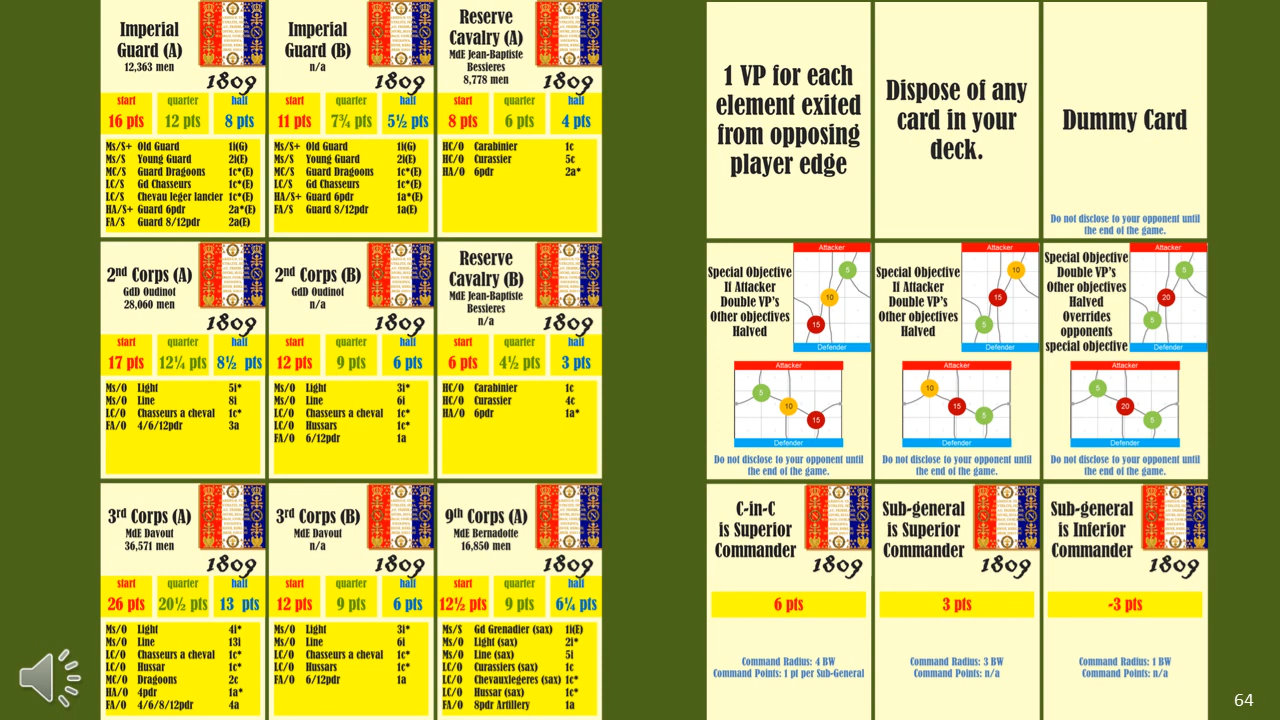 Imperial
Guard (A)
12,363 men
1809
start quarter half
16 pts 12 pts 8 pts
Ms/S+ Old Guard 1i(G)
Ms/S Young Guard 2i(E)
MC/S Guard Dragoons 1c*(E)
LC/S Gd Chasseurs 1c*(E)
LC/S Chevau leger lancier 1c*(E)
HA/S+ Guard 6pdr 2a*(E)
FA/S Guard 8/12pdr 2a(E)
Imperial
Guard (B)
n/a
1809
start quarter half
11 pts 7¾ pts 5½ pts
Ms/S+ Old Guard 1i(G)
Ms/S Young Guard 2i(E)
MC/S Guard Dragoons 1c*(E)
LC/S Gd Chasseurs 1c*(E)
HA/S+ Guard 6pdr 1a*(E)
FA/S Guard 8/12pdr 1a(E)
Reserve
Cavalry (A)
MdE Jean-Baptiste
Bessieres
8,778 men
1809
start quarter half
8 pts 6 pts 4 pts
HC/O Carabinier 1c
HC/O Curassier 5c
HA/O 6pdr 2a*
1 VP for each
element exited
from opposing
player edge
Dispose of any
card in your
deck.
Dummy Card
Do not disclose to your opponent until
the end of the game.
2nd Corps (A)
GdD Oudinot
28,060 men
1809
start quarter half
17 pts 12¼ pts 8½ pts
Ms/O Light 5i*
Ms/O Line 8i
LC/O Chasseurs a cheval 1c*
FA/O 4/6/12pdr 3a
2nd Corps (B)
GdD Oudinot
n/a
1809
start quarter half
12 pts 9 pts 6 pts
Ms/O Light 3i*
Ms/O Line 6i
LC/O Chasseurs a cheval 1c*
LC/O Hussars 1c*
FA/O 6/12pdr 1a
Reserve
Cavalry (B)
MdE Jean-Baptiste
Bessieres
n/a
1809
start quarter half
6 pts 4½ pts 3 pts
HC/O Carabinier 1c
HC/O Curassier 4c
HA/O 6pdr 1a*
Special Objective
If Attacker
Double VP's
Other objectives
Halved
Attacker
5
10
15
Defender
Attacker
5
10
15
Defender
Do not disclose to your opponent until
the end of the game.
Special Objective
If Attacker
Double VP's
Other objectives
Halved
Attacker
10
15
5
Defender
Attacker
10
15
5
Defender
Do not disclose to your opponent until
the end of the game.
Special Objective
Double VP's
Other objectives
Halved
Overrides
opponents
special objective
Attacker
5
20
5
Defender
Attacker
5
20
5
Defender
Do not disclose to your opponent until
the end of the game.
3rd Corps (A)
MdE Davout
36,571 men
1809
start quarter half
26 pts 20½ pts 13 pts
Ms/O Light 4i*
Ms/O Line 13i
LC/O Chasseurs a cheval 1c*
LC/O Hussar 1c*
MC/O Dragoons 2c
HA/O 4pdr 1a*
FA/O 4/6/8/12pdr 4a
3rd Corps (B)
MdE Davout
n/a
1809
start quarter half
12 pts 9 pts 6 pts
Ms/O Light 3i*
Ms/O Line 6i
LC/O Chasseurs a cheval 1c*
LC/O Hussars 1c*
FA/O 6/12pdr 1a
9th Corps (A)
MdE Bernadotte
16,850 men
1809
start quarter half
12½ pts 9 pts 6¼ pts
Ms/S Gd Grenadier (sax) 1i(E)
Ms/O Light (sax) 2i*
Ms/O Line (sax) 5i
LC/O Curassiers (sax) 1c
LC/O Chevauxlegeres (sax) 1c*
LC/O Hussar (sax) 1c*
FA/O 8pdr Artillery 1a
C-in-C
is Superior
Commander
1809
6 pts
Command Radius: 4 BW
Command Points: 1 pt per Sub-General
Sub-general
is Superior
Commander
1809
3 pts
Command Radius: 3 BW
Command Points: n/a
Sub-general
is Inferior
Commander
1809
-3 pts
Command Radius: 1 BW
Command Points: n/a
64